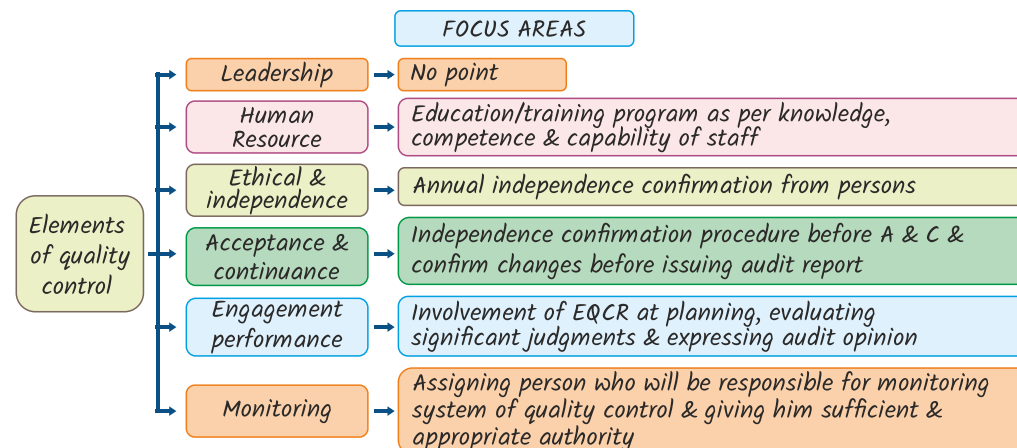 FOCUS AREAS
Elements
of quality
control
Leadership
No point
Human
Resource
Education/training program as per knowledge,
competence & capability of staff
Ethical &
independence
Annual independence confirmation from persons
Acceptance &
continuance
Independence confirmation procedure before A & C &
confirm changes before issuing audit report
Engagement
performance
Involvement of EQCR at planning, evaluating
significant judgments & expressing audit opinion
Monitoring
Assigning person who will be responsible for monitoring
system of quality control & giving him sufficient &
appropriate authority